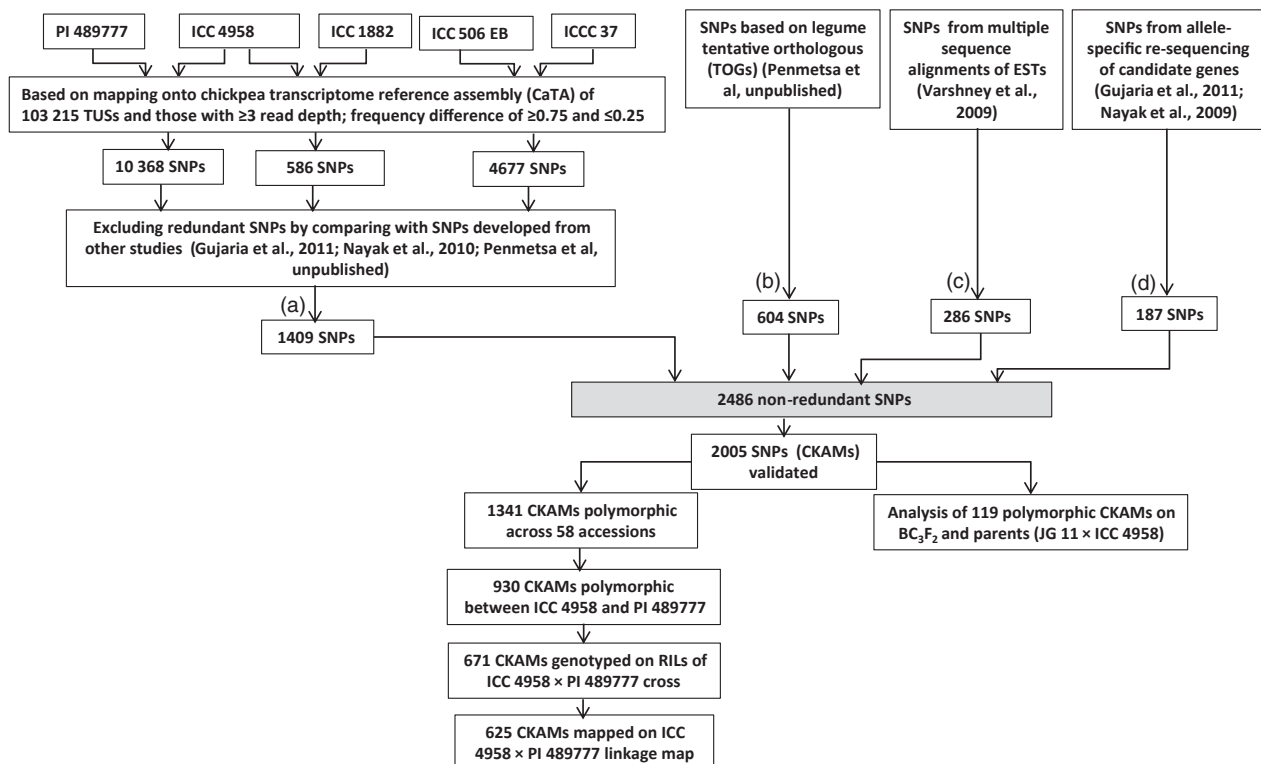 PI 489777
ICC 4958
ICC 1882
ICC 506 EB
ICCC 37
Based on mapping onto chickpea transcriptome reference assembly (CaTA) of
103 215 TUSs and those with ≥3 read depth; frequency difference of ≥0.75 and ≤0.25
10 368 SNPs
586 SNPs
4677 SNPs
Excluding redundant SNPs by comparing with SNPs developed from
other studies (Gujaria et al., 2011; Nayak et al., 2010; Penmetsa et al,
unpublished)
(a)
1409 SNPs
SNPs based on legume
tentative orthologous
(TOGs) (Penmetsa et
al, unpublished)
(b)
604 SNPs
SNPs from multiple
sequence
alignments of ESTs
(Varshney et al.,
2009)
(c)
286 SNPs
SNPs from allele-
specific re-sequencing
of candidate genes
(Gujaria et al., 2011;
Nayak et al., 2009)
(d)
187 SNPs
2486 non-redundant SNPs
2005 SNPs (CKAMs)
validated
1341 CKAMs polymorphic
across 58 accessions
Analysis of 119 polymorphic CKAMs on
BC₃F₂ and parents (JG 11 × ICC 4958)
930 CKAMs polymorphic
between ICC 4958 and PI 489777
671 CKAMs genotyped on RILs of
ICC 4958 × PI 489777 cross
625 CKAMs mapped on ICC
4958 × PI 489777 linkage map